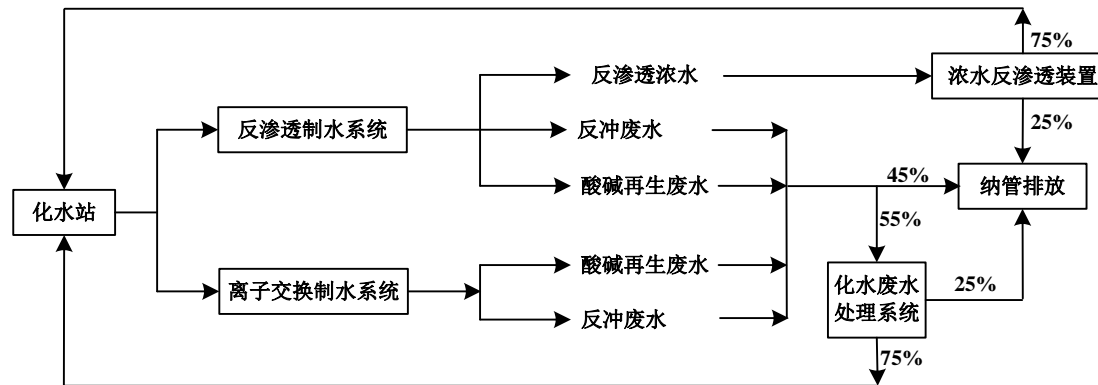 75%
反渗透浓水
浓水反渗透装置
反渗透制水系统
反冲废水
25%
化水站
酸碱再生废水
45%
纳管排放
55%
离子交换制水系统
酸碱再生废水
化水废水
处理系统
25%
反冲废水
75%